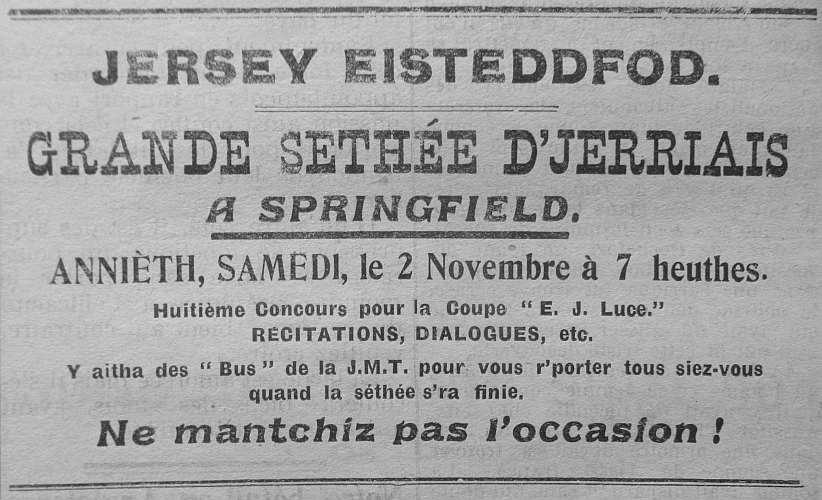 JERSEY EISTEDDFOD.
GRANDE SETHÉE D'JERRIAIS
A SPRINGFIELD.
ANNIÈTH, SAMEDI, le 2 Novembre à 7 heuthes.
Huitième Concours pour la Coupe "E. J. Luce."
RÉCITATIONS, DIALOGUES, etc.
Y aitha des "Bus" de la J.M.T. pour vous r'porter tous siez-vous
quand la séthée s'ra finie.
Ne mantchiz pas l'occasion !